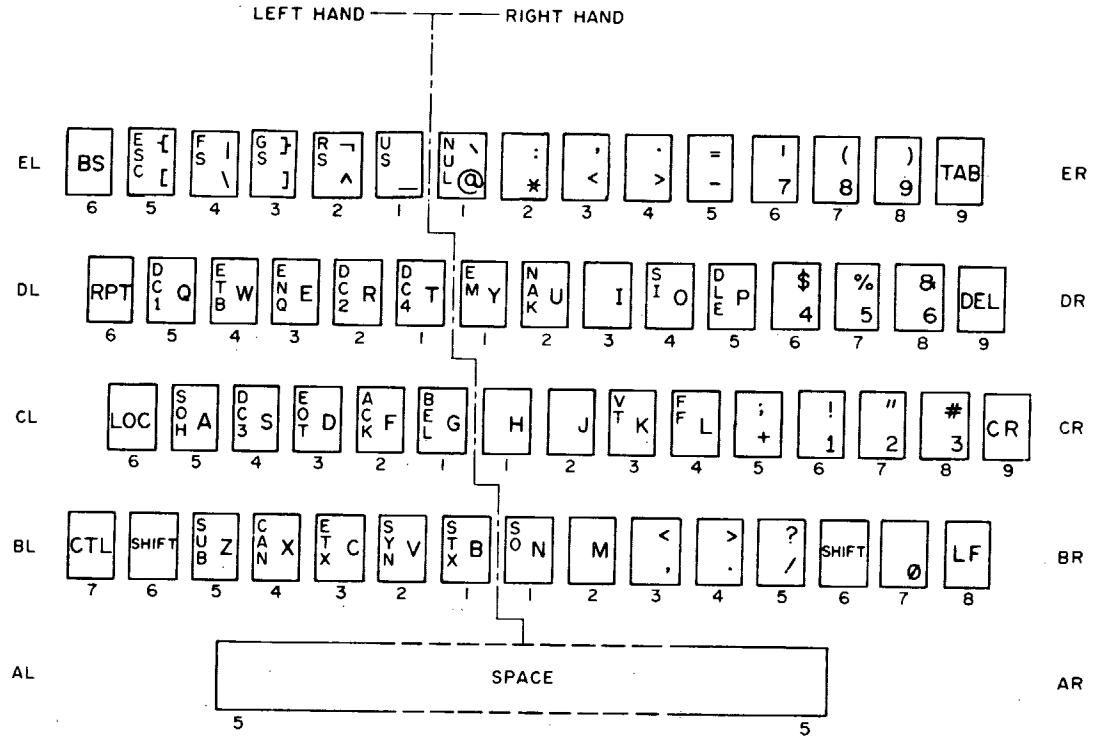 LEFT HAND RIGHT HAND
EL BS ESC { [ FS | \ GS } ] RS ¬ ^ US _ NUL ` @ : * , < . > = - ' 7 ( 8 ) 9 TAB ER
6 5 4 3 2 1 1 2 3 4 5 6 7 8 9
DL RPT DC1 Q ETB W ENQ E DC2 R DC4 T EM Y NAK U I SI O DLE P $ 4 % 5 & 6 DEL DR
6 5 4 3 2 1 1 2 3 4 5 6 7 8 9
CL LOC SOH A DC3 S EOT D ACK F BEL G H J VT K FF L ; + ! 1 " 2 # 3 CR CR
6 5 4 3 2 1 1 2 3 4 5 6 7 8 9
BL CTL SHIFT SUB Z CAN X ETX C SYN V STX B SO N M < , > . ? / SHIFT Ø LF BR
7 6 5 4 3 2 1 1 2 3 4 5 6 7 8
AL SPACE AR
5 5